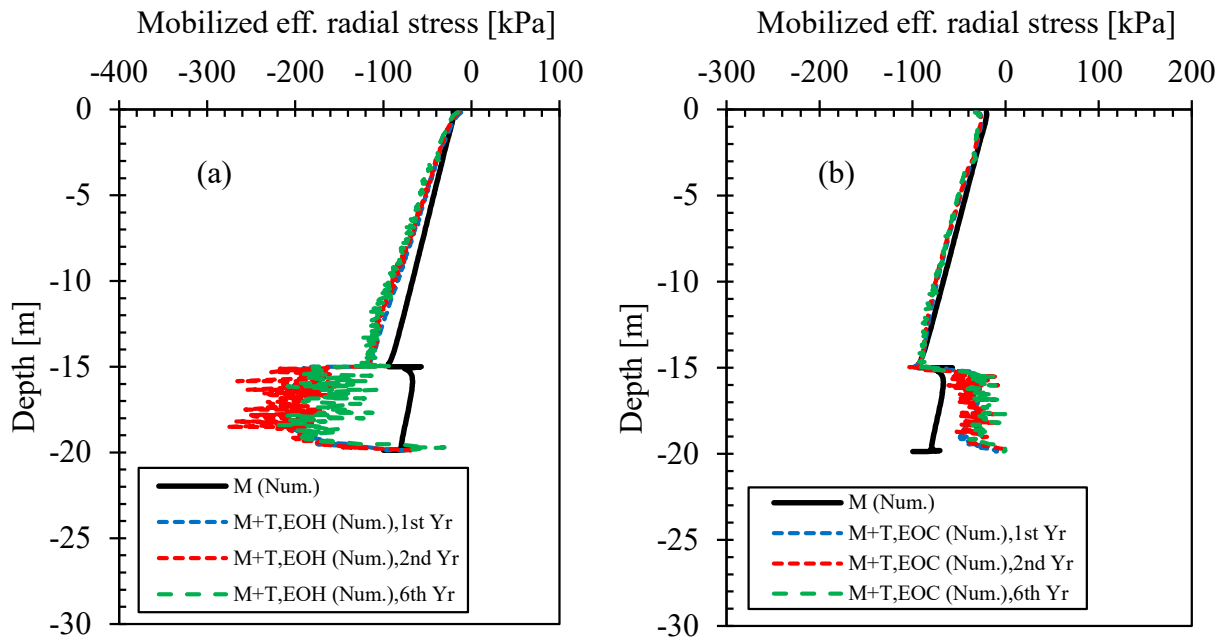 Mobilized eff. radial stress [kPa]
-400 -300 -200 -100 0 100
0
-5
-10
-15
-20
-25
-30
Depth [m]
(a)
M (Num.)
M+T,EOH (Num.),1st Yr
M+T,EOH (Num.),2nd Yr
M+T,EOH (Num.),6th Yr
Mobilized eff. radial stress [kPa]
-300 -200 -100 0 100 200
0
-5
-10
-15
-20
-25
-30
Depth [m]
(b)
M (Num.)
M+T,EOC (Num.),1st Yr
M+T,EOC (Num.),2nd Yr
M+T,EOC (Num.),6th Yr